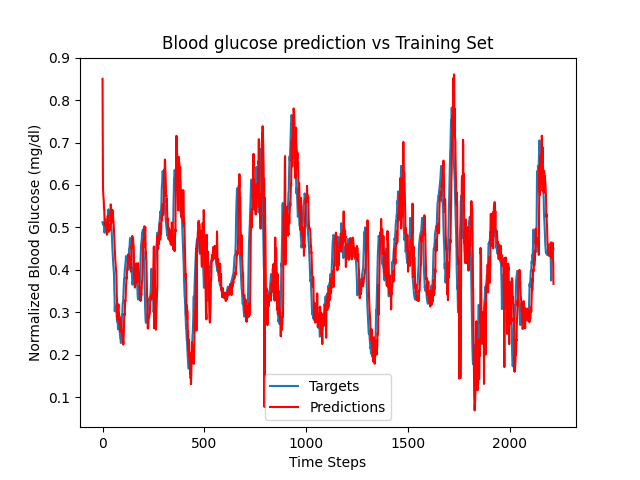 Blood glucose prediction vs Training Set
Normalized Blood Glucose (mg/dl)
0.9
0.8
0.7
0.6
0.5
0.4
0.3
0.2
0.1
Targets
Predictions
0 500 1000 1500 2000
Time Steps